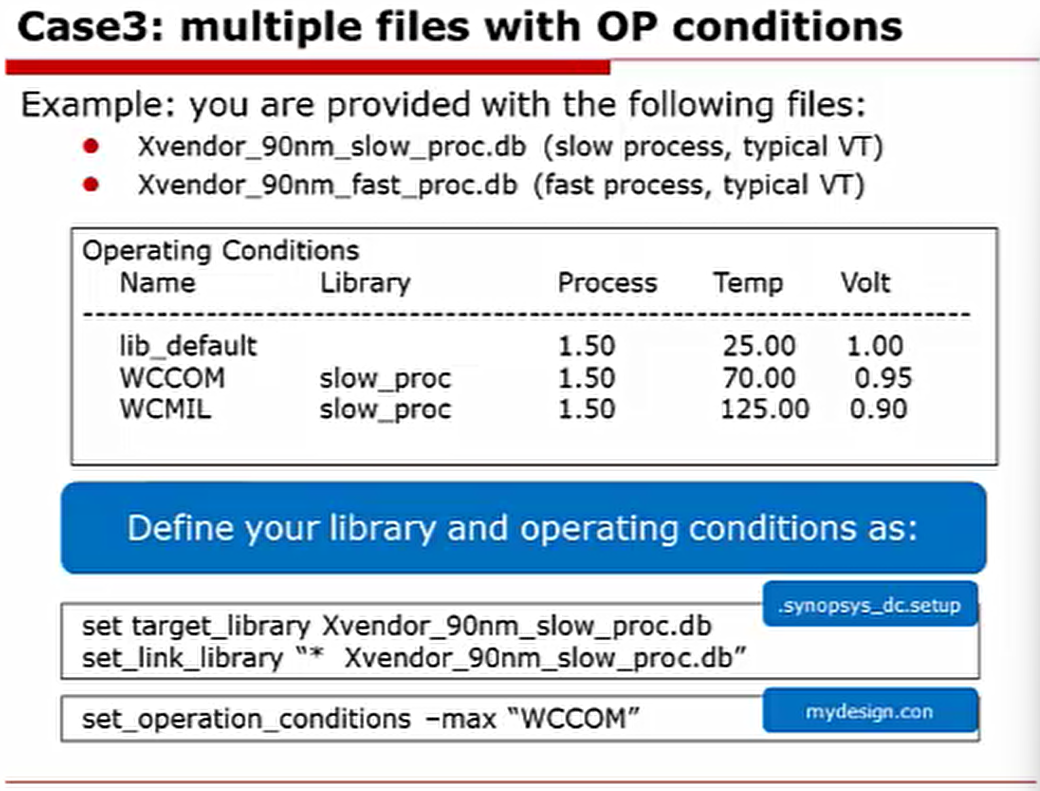 Case3: multiple files with OP conditions
Example: you are provided with the following files:
Xvendor_90nm_slow_proc.db (slow process, typical VT)
Xvendor_90nm_fast_proc.db (fast process, typical VT)
Operating Conditions
Name Library Process Temp Volt
--------------------------------------------------------------------------------
lib_default 1.50 25.00 1.00
WCCOM slow_proc 1.50 70.00 0.95
WCMIL slow_proc 1.50 125.00 0.90
Define your library and operating conditions as:
.synopsys_dc.setup
set target_library Xvendor_90nm_slow_proc.db
set_link_library “* Xvendor_90nm_slow_proc.db”
set_operation_conditions –max “WCCOM”
mydesign.con